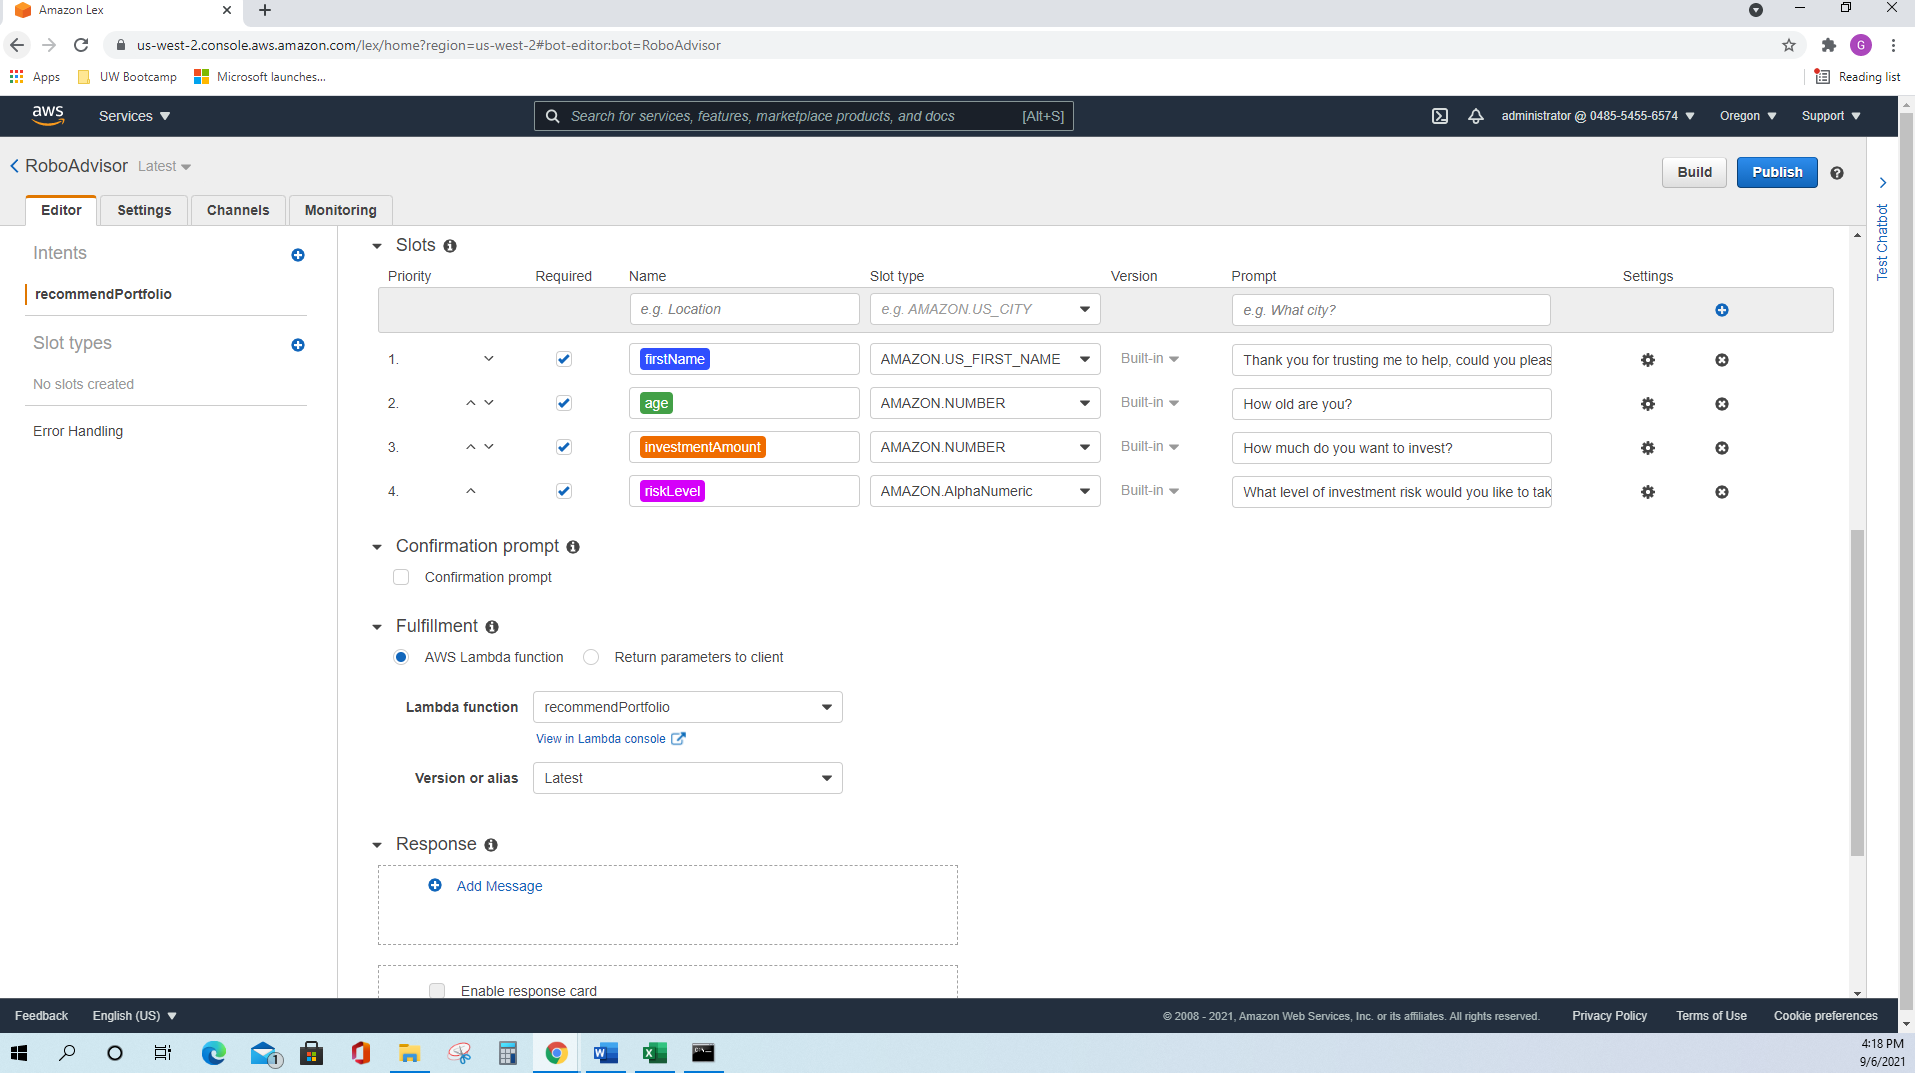 Amazon Lex
us-west-2.console.aws.amazon.com/lex/home?region=us-west-2#bot-editor:bot=RoboAdvisor
G
Apps UW Bootcamp Microsoft launches... Reading list
aws Services Search for services, features, marketplace products, and docs [Alt+S] administrator @ 0485-5455-6574 Oregon Support
RoboAdvisor Latest Build Publish
Editor Settings Channels Monitoring
Test Chatbot
Intents
recommendPortfolio
Slot types
No slots created
Error Handling
Slots
Priority Required Name Slot type Version Prompt Settings
e.g. Location e.g. AMAZON.US_CITY e.g. What city?
1. firstName AMAZON.US_FIRST_NAME Built-in Thank you for trusting me to help, could you pleas
2. age AMAZON.NUMBER Built-in How old are you?
3. investmentAmount AMAZON.NUMBER Built-in How much do you want to invest?
4. riskLevel AMAZON.AlphaNumeric Built-in What level of investment risk would you like to tak
Confirmation prompt
Confirmation prompt
Fulfillment
AWS Lambda function Return parameters to client
Lambda function recommendPortfolio
View in Lambda console
Version or alias Latest
Response
Add Message
Enable response card
Feedback English (US) © 2008 - 2021, Amazon Web Services, Inc. or its affiliates. All rights reserved. Privacy Policy Terms of Use Cookie preferences
1
4:18 PM
9/6/2021